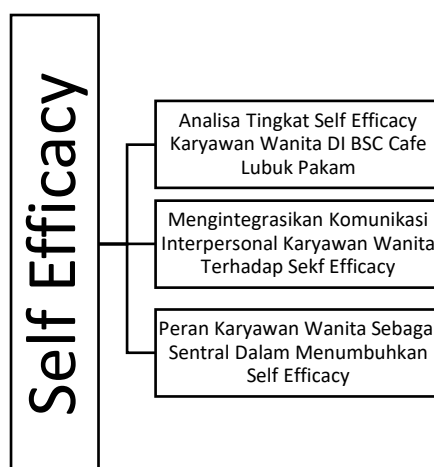 Self Efficacy
Analisa Tingkat Self Efficacy
Karyawan Wanita DI BSC Cafe
Lubuk Pakam
Mengintegrasikan Komunikasi
Interpersonal Karyawan Wanita
Terhadap Sekf Efficacy
Peran Karyawan Wanita Sebaga
Sentral Dalam Menumbuhkan
Self Efficacy